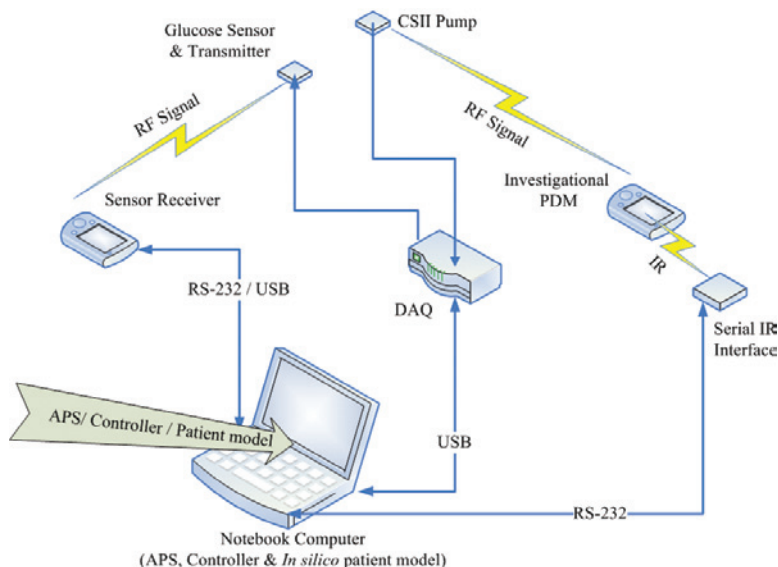 Glucose Sensor
& Transmitter
CSII Pump
RF Signal
RF Signal
Sensor Receiver
Investigational
PDM
IR
RS-232 / USB
DAQ
Serial IR
Interface
APS/ Controller / Patient model
USB
RS-232
Notebook Computer
(APS, Controller & In silico patient model)